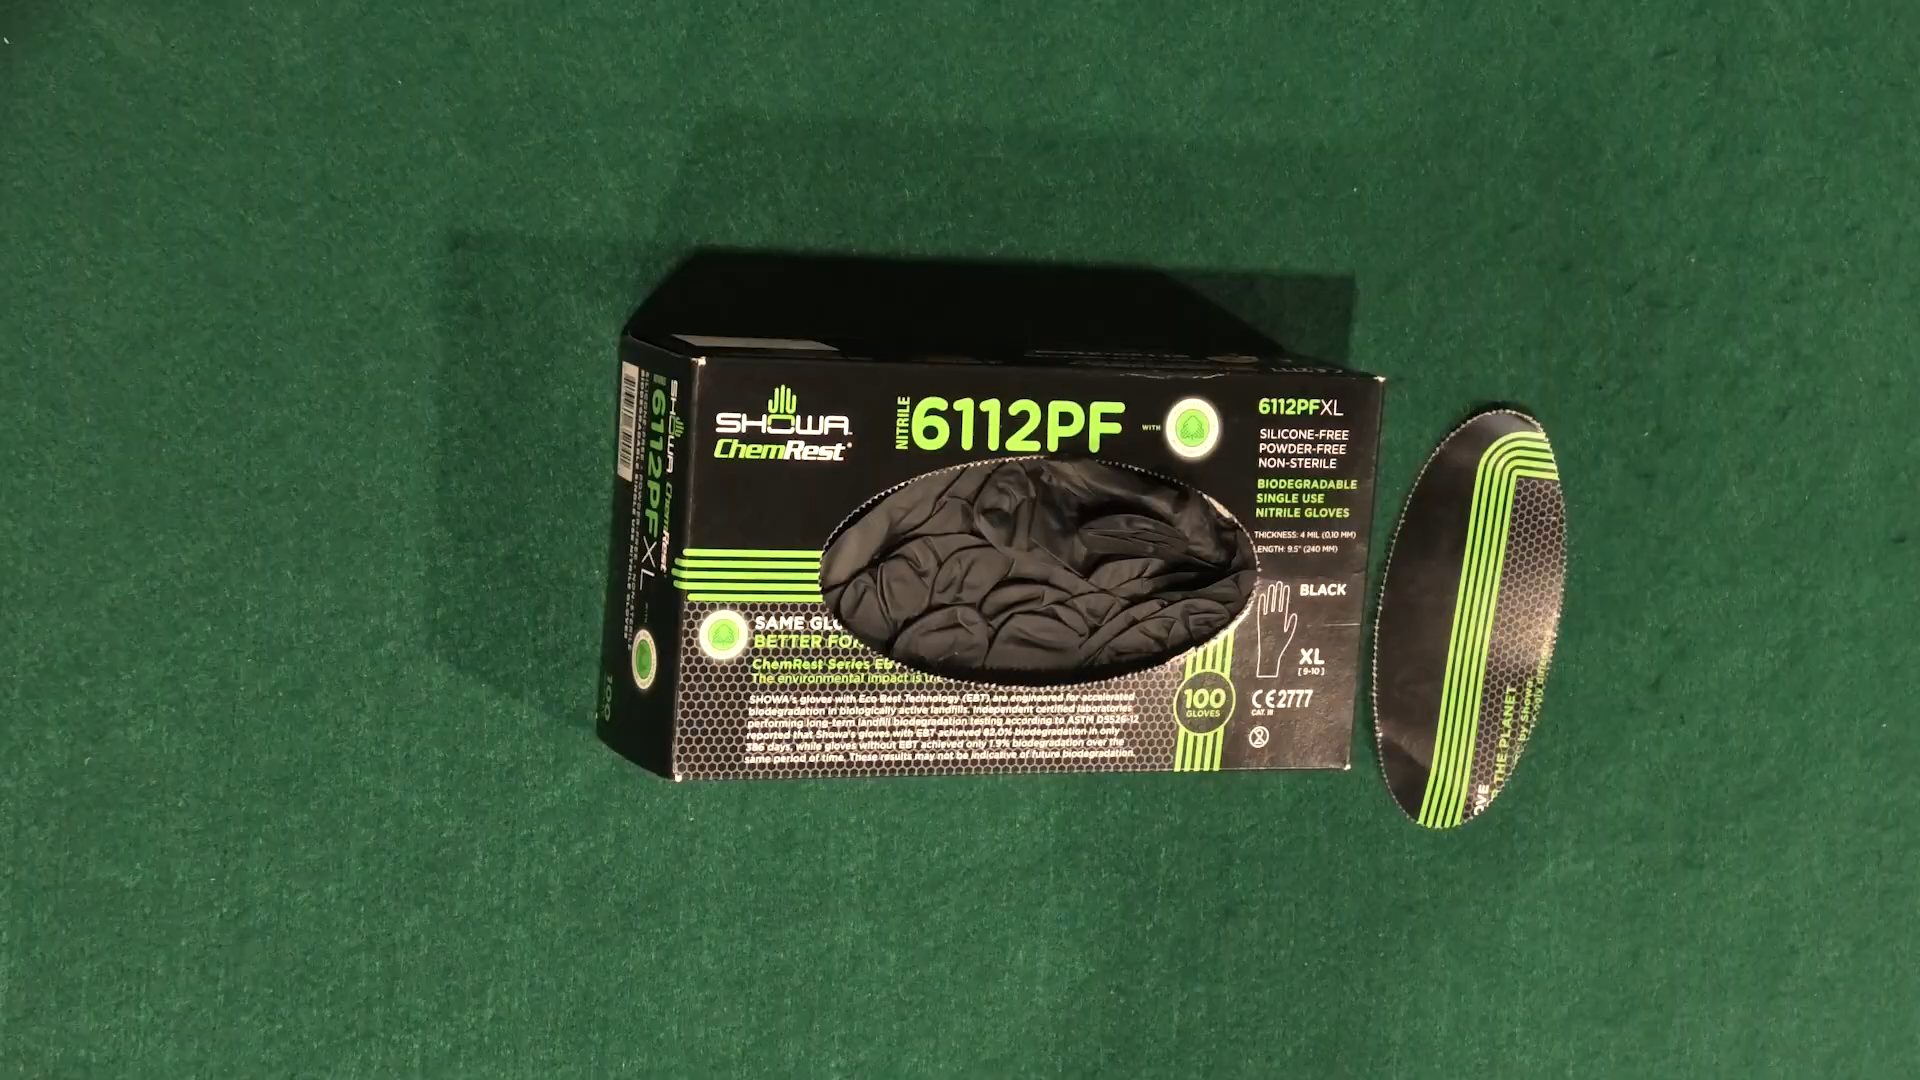 SHOWA
ChemRest
NITRILE
6112PF
WITH
6112PFXL
SILICONE-FREE
POWDER-FREE
NON-STERILE
BIODEGRADABLE
SINGLE USE
NITRILE GLOVES
THICKNESS: 4 MIL (0,10 MM)
LENGTH: 9.5" (240 MM)
BLACK
XL
[9-10]
CE2777
CAT. III
100
GLOVES
SAME
BETTER
ChemRest Series
The environmental impact is
SHOWA's gloves with Eco Best Technology (EBT) are engineered for accelerated
biodegradation in biologically active landfills. Independent certified laboratories
performing long-term landfill biodegradation testing according to ASTM D5526-12
reported that Showa's gloves with EBT achieved 82.0% biodegradation in only
386 days, while gloves without EBT achieved only 1.9% biodegradation over the
same period of time. These results may not be indicative of future biodegradation.
SHOWA ChemRest
6112PFXL
100
THE PLANET
by Showa